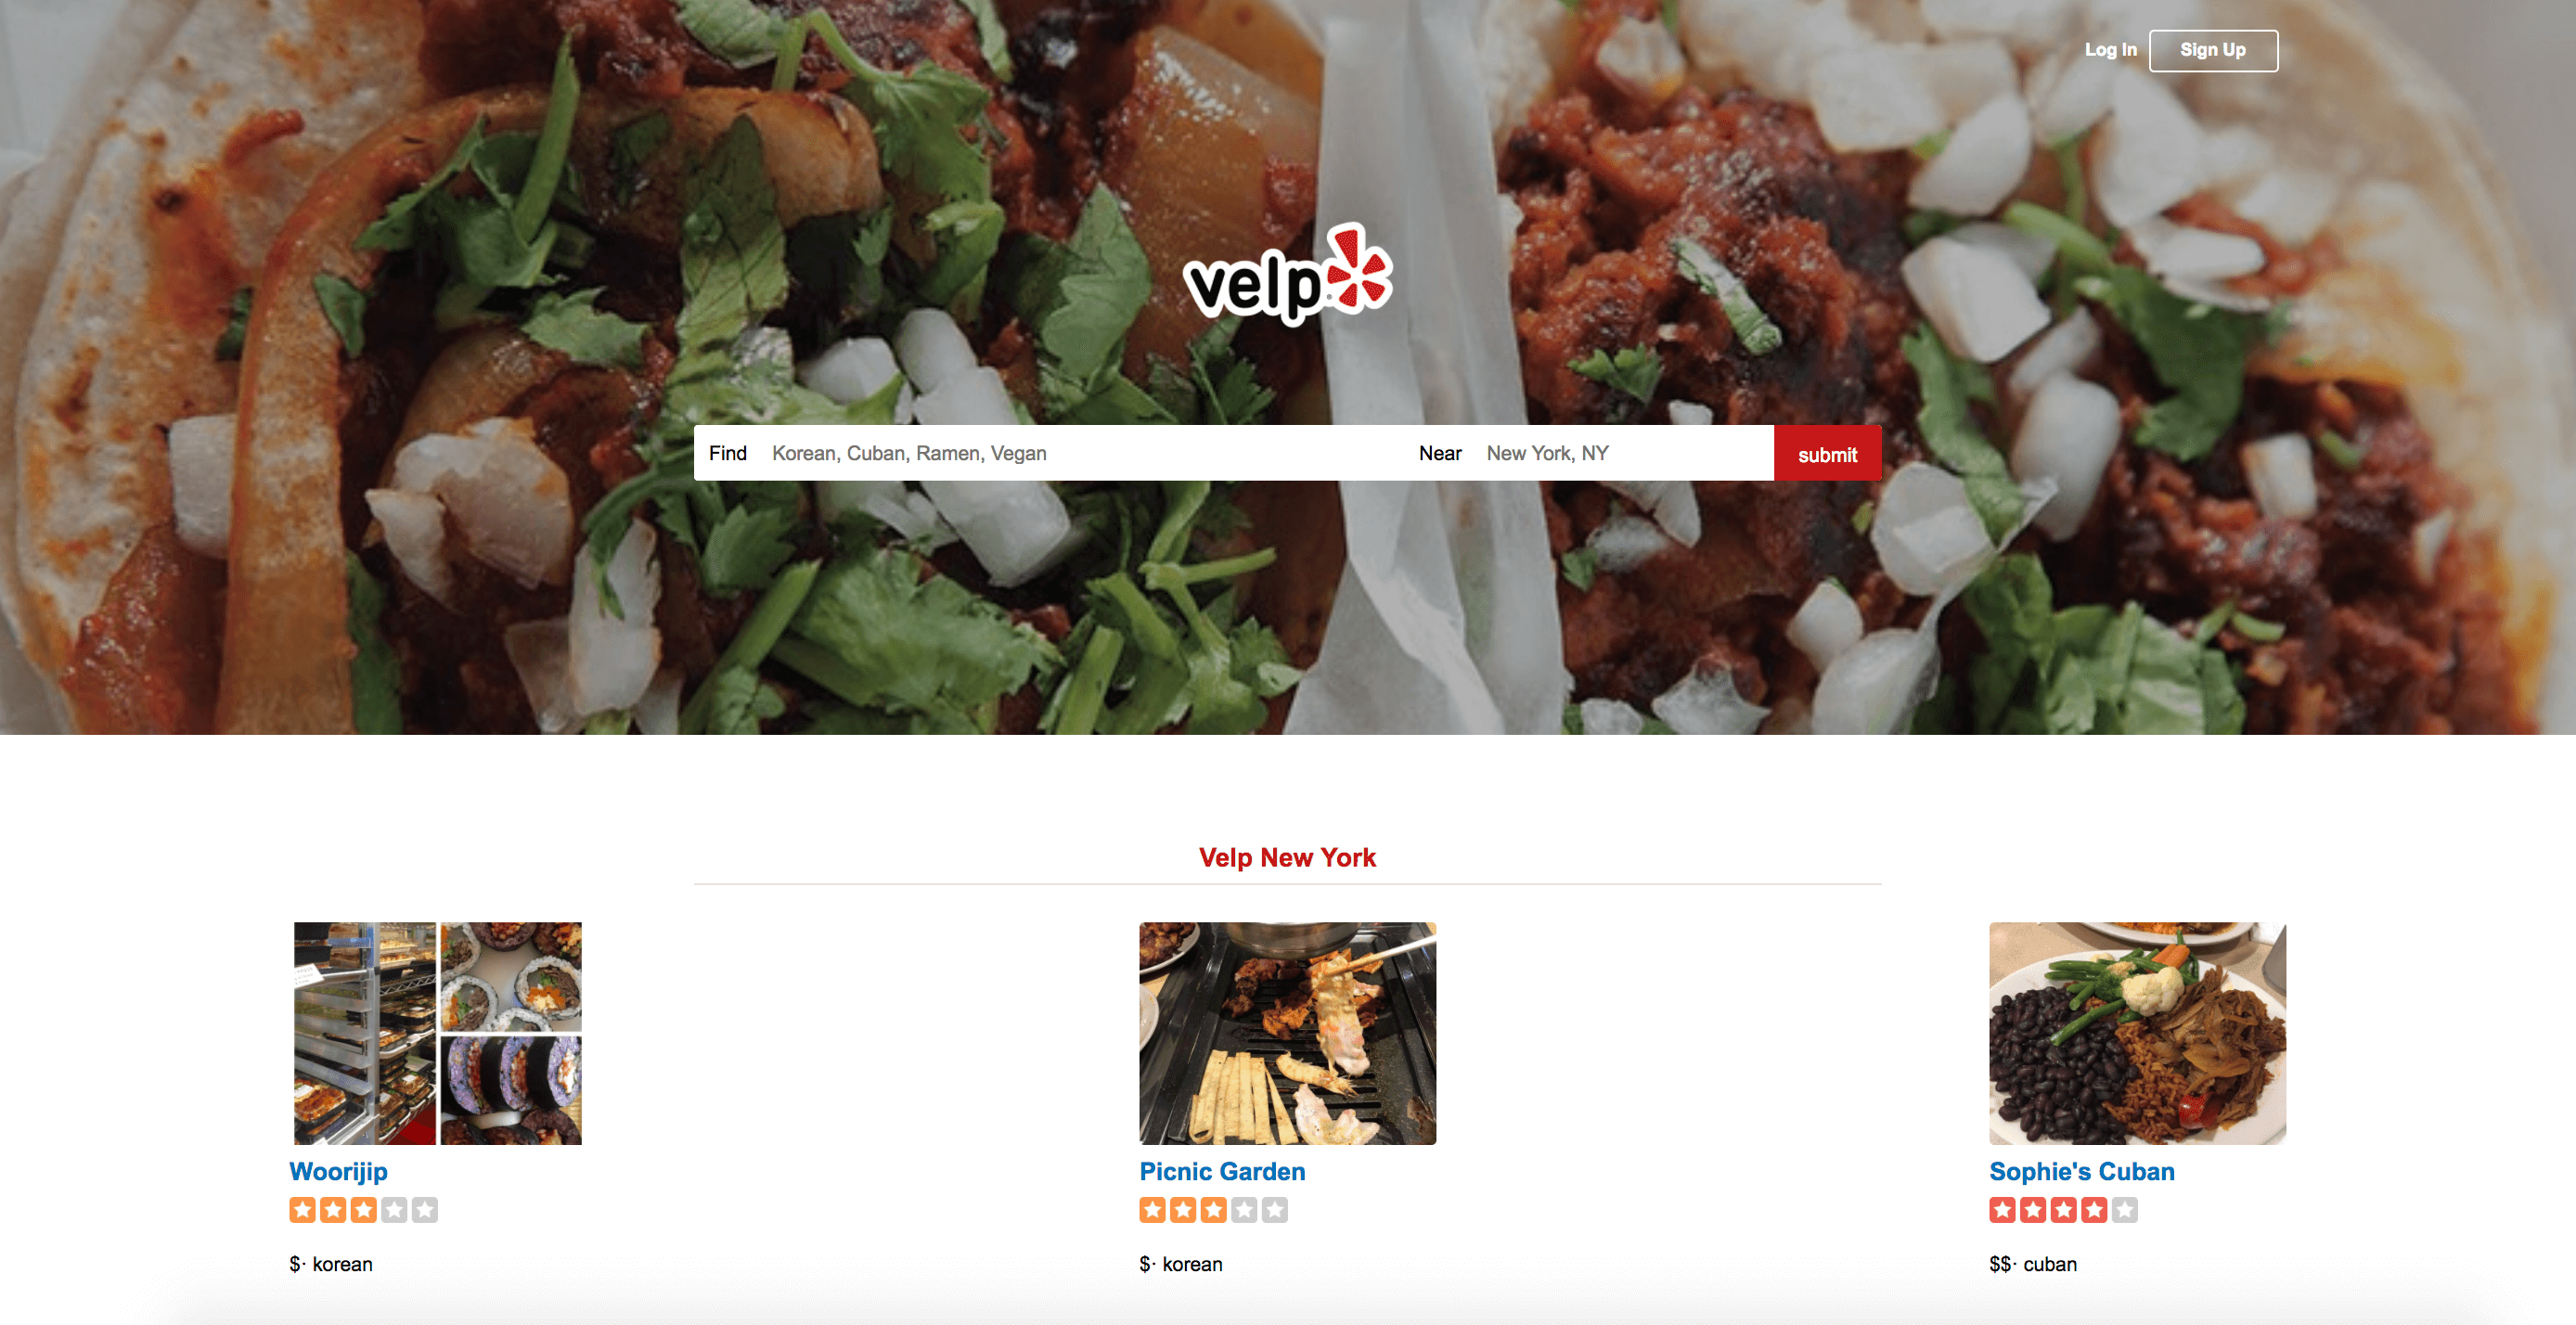 Log In Sign Up
velp
Find Korean, Cuban, Ramen, Vegan Near New York, NY submit
Velp New York
Woorijip Picnic Garden Sophie's Cuban
$· korean $· korean $$· cuban